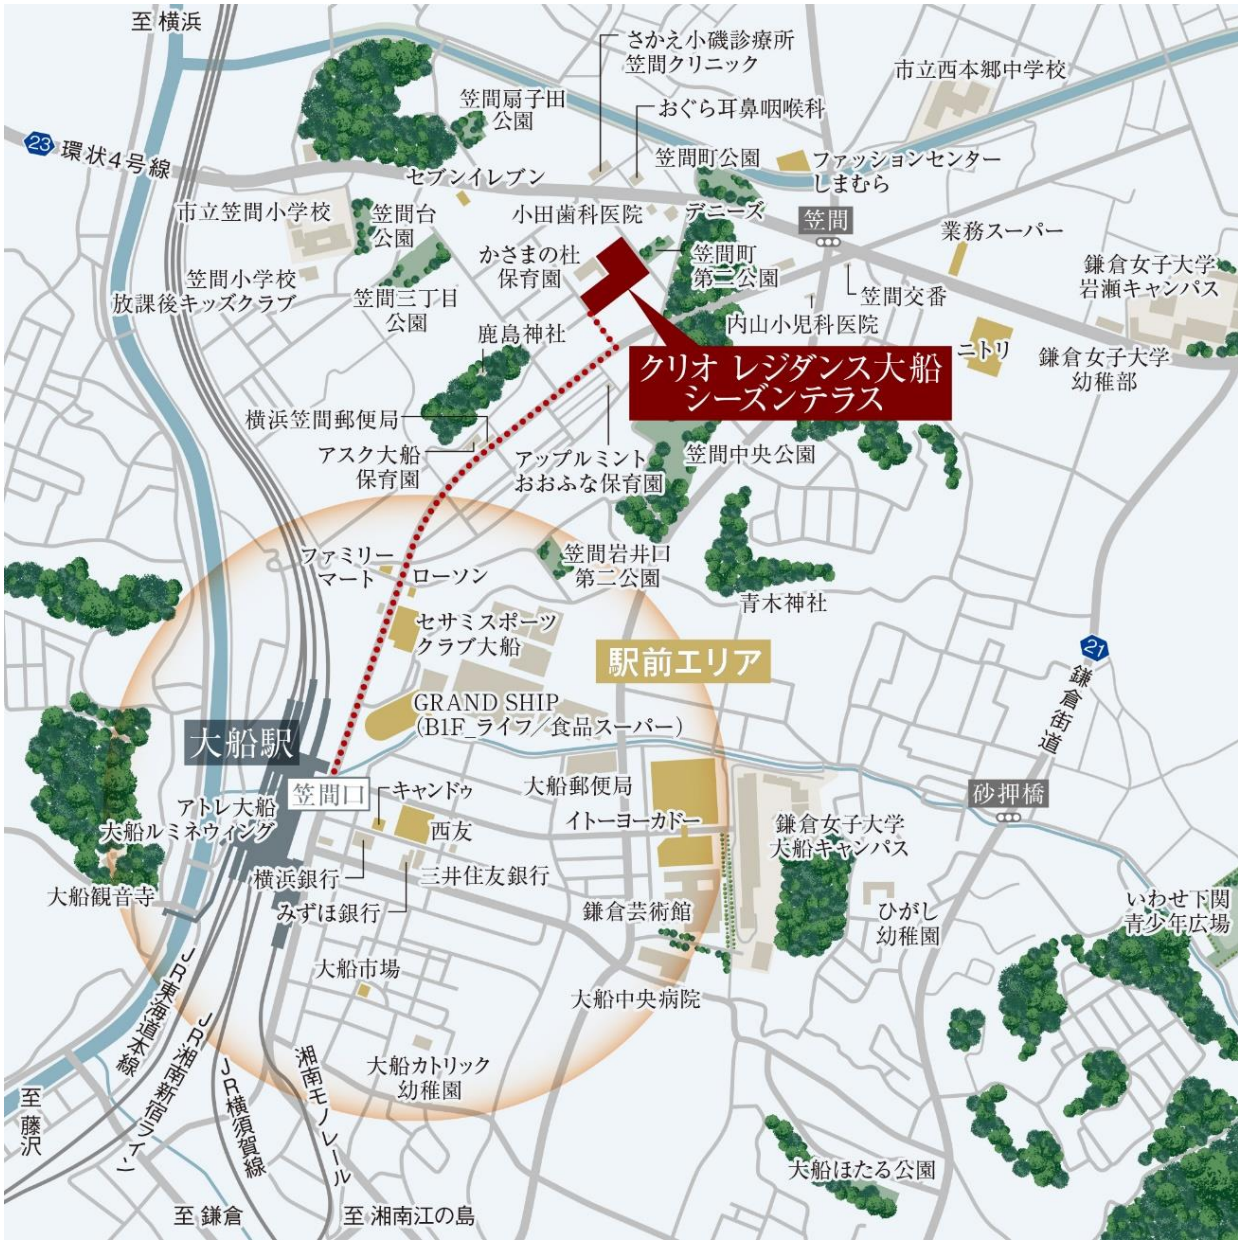 至 横浜
さかえ小磯診療所
笠間クリニック
市立西本郷中学校
笠間扇子田
公園
おぐら耳鼻咽喉科
23
環状4号線
笠間町公園
ファッションセンター
しまむら
セブンイレブン
市立笠間小学校
笠間台
公園
小田歯科医院
デニーズ
笠間
業務スーパー
かさまの杜
保育園
笠間町
第二公園
笠間小学校
放課後キッズクラブ
笠間三丁目
公園
笠間交番
鎌倉女子大学
岩瀬キャンパス
内山小児科医院
鹿島神社
ニトリ
鎌倉女子大学
幼稚部
クリオ レジダンス大船
シーズンテラス
横浜笠間郵便局
アスク大船
保育園
アップルミント
おおふな保育園
笠間中央公園
ファミリー
マート
ローソン
笠間岩井口
第二公園
青木神社
セサミスポーツ
クラブ大船
駅前エリア
21
鎌倉街道
GRAND SHIP
(B1F_ライフ/食品スーパー)
大船駅
笠間口
キャンドゥ
大船郵便局
砂押橋
アトレ大船
大船ルミネウィング
西友
イトーヨーカドー
鎌倉女子大学
大船キャンパス
横浜銀行
三井住友銀行
大船観音寺
みずほ銀行
鎌倉芸術館
ひがし
幼稚園
いわせ下関
青少年広場
大船市場
大船中央病院
JR東海道本線
JR湘南新宿ライン
JR横須賀線
湘南モノレール
大船カトリック
幼稚園
至 藤沢
大船ほたる公園
至 鎌倉
至 湘南江の島